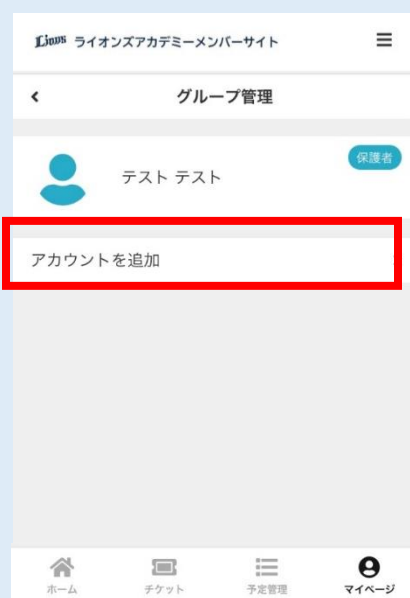 Lions ライオンズアカデミーメンバーサイト
グループ管理
保護者
テスト テスト
アカウントを追加
ホーム チケット 予定管理 マイページ